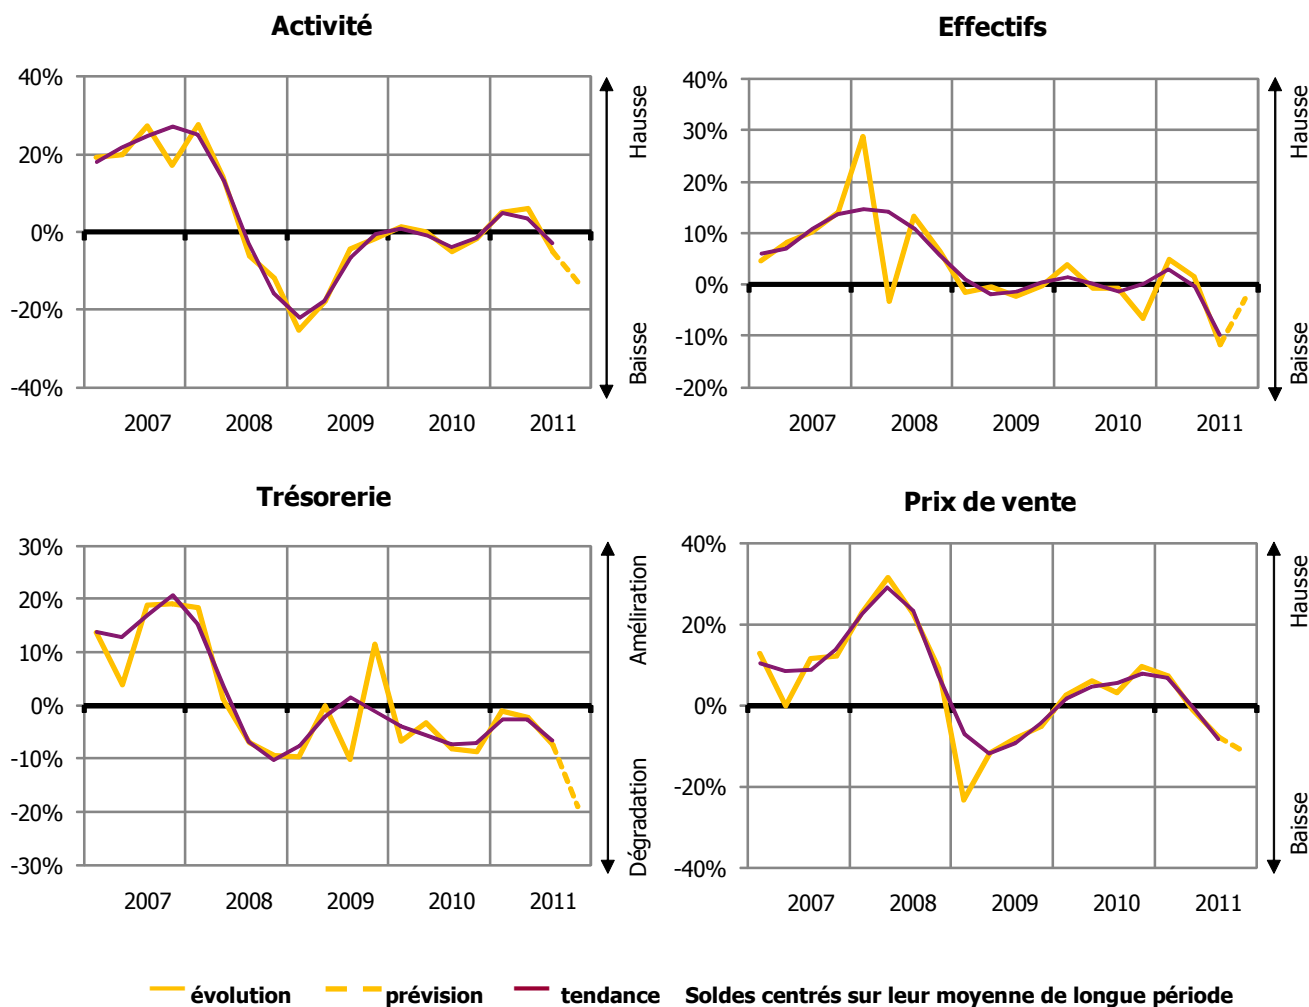 Activité
40%
20%
0%
-20%
-40%
Hausse
Baisse
2007 2008 2009 2010 2011
Effectifs
40%
30%
20%
10%
0%
-10%
-20%
Hausse
Baisse
2007 2008 2009 2010 2011
Trésorerie
30%
20%
10%
0%
-10%
-20%
-30%
Améliration
Dégradation
2007 2008 2009 2010 2011
Prix de vente
40%
20%
0%
-20%
-40%
Hausse
Baisse
2007 2008 2009 2010 2011
évolution prévision tendance Soldes centrés sur leur moyenne de longue période